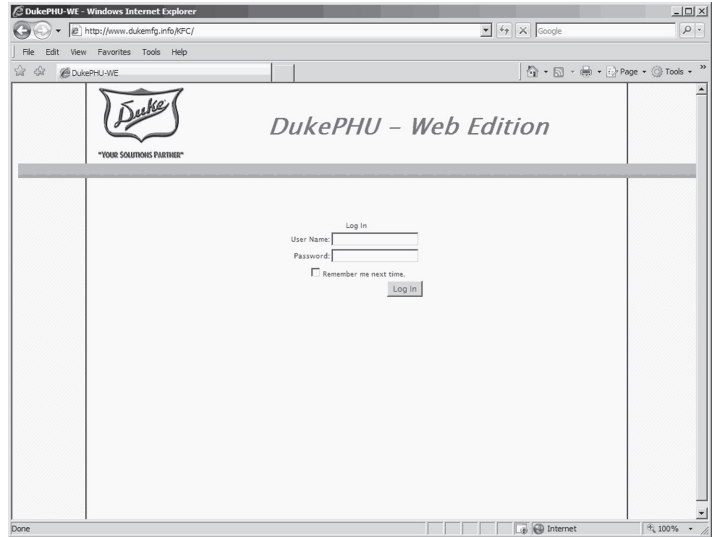 DukePHU-WE - Windows Internet Explorer
http://www.dukemfg.info/KFC/
Google
File Edit View Favorites Tools Help
DukePHU-WE
Page Tools
Duke
"YOUR SOLUTIONS PARTNER"
DukePHU – Web Edition
Log In
User Name:
Password:
Remember me next time.
Log In
Done
Internet
100%